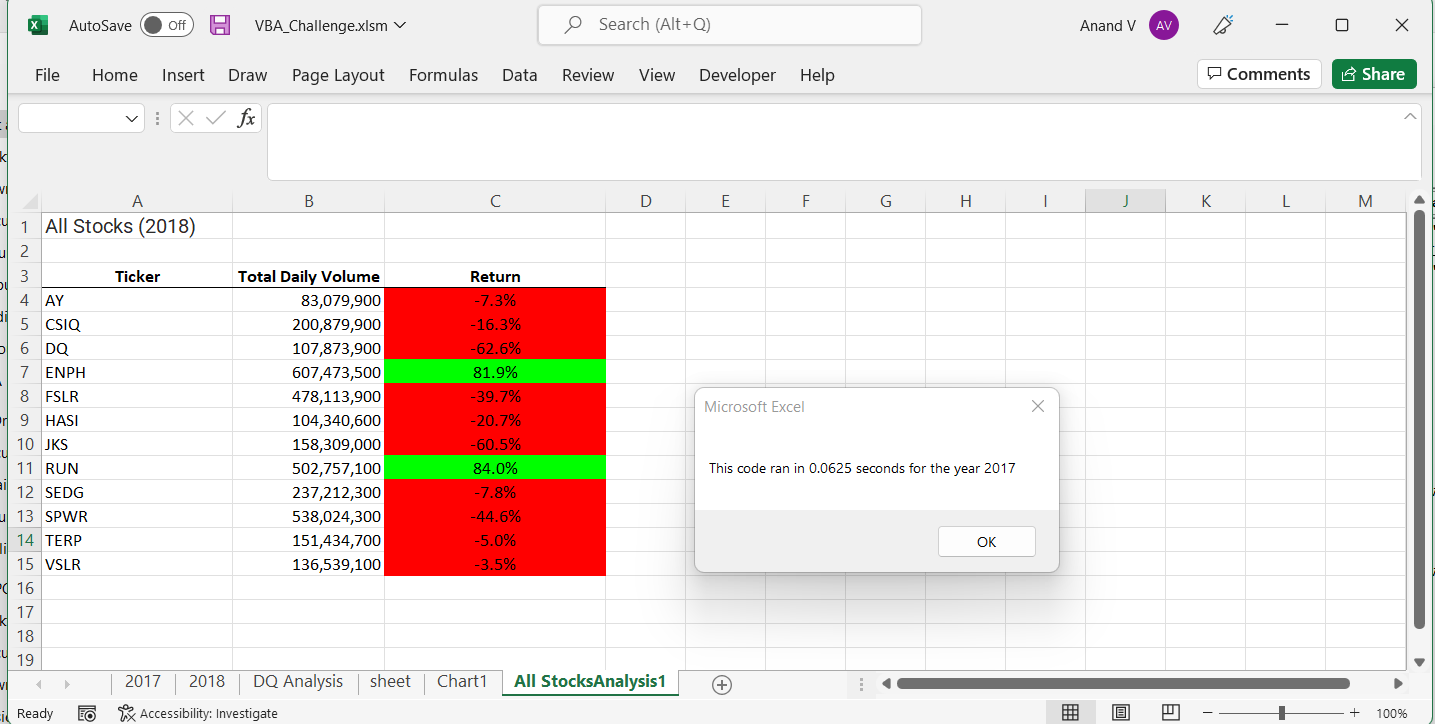 AutoSave Off VBA_Challenge.xlsm Search (Alt+Q) Anand V AV
File Home Insert Draw Page Layout Formulas Data Review View Developer Help Comments Share
fx
A B C D E F G H I J K L M
1 All Stocks (2018)
2
3 Ticker Total Daily Volume Return
4 AY 83,079,900 -7.3%
5 CSIQ 200,879,900 -16.3%
6 DQ 107,873,900 -62.6%
7 ENPH 607,473,500 81.9%
8 FSLR 478,113,900 -39.7%
9 HASI 104,340,600 -20.7%
10 JKS 158,309,000 -60.5%
11 RUN 502,757,100 84.0%
12 SEDG 237,212,300 -7.8%
13 SPWR 538,024,300 -44.6%
14 TERP 151,434,700 -5.0%
15 VSLR 136,539,100 -3.5%
16
17
18
19
Microsoft Excel
This code ran in 0.0625 seconds for the year 2017
OK
2017 2018 DQ Analysis sheet Chart1 All StocksAnalysis1
Ready Accessibility: Investigate 100%